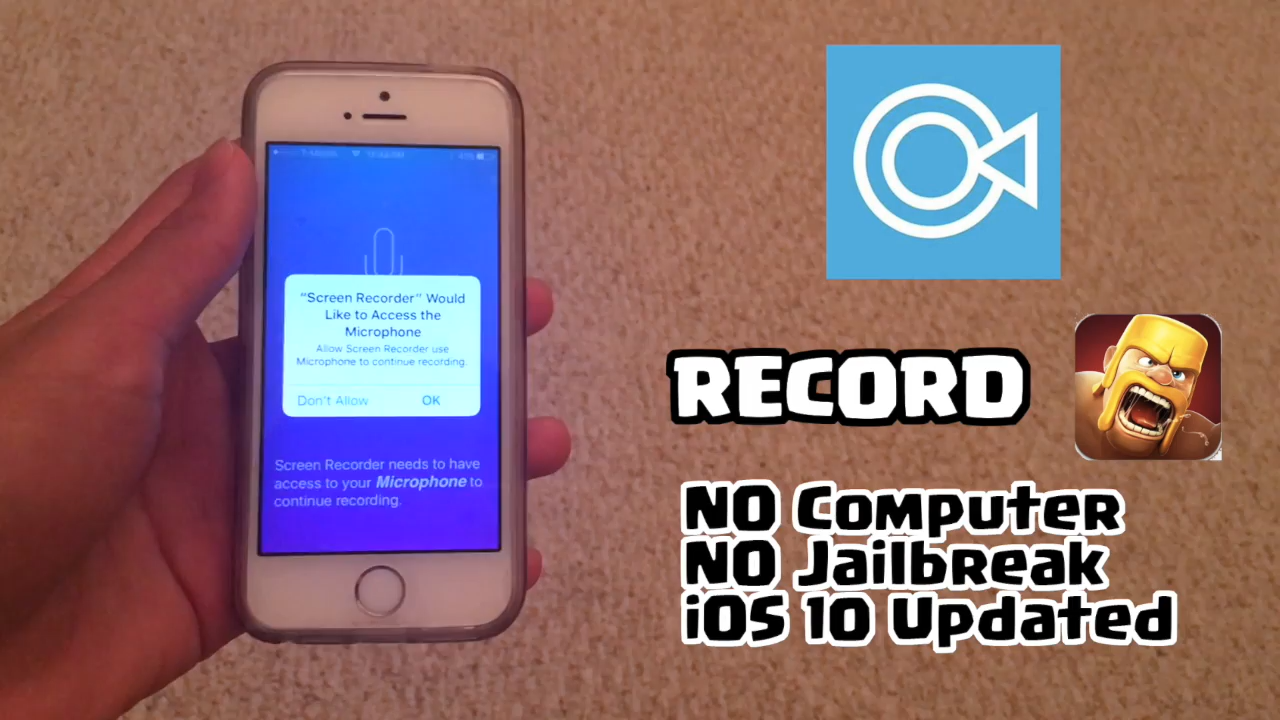 "Screen Recorder" Would
Like to Access the
Microphone
Allow Screen Recorder use
Microphone to continue recording.
Don't Allow
OK
Screen Recorder needs to have
access to your Microphone to
continue recording.
RECORD
NO Computer
NO Jailbreak
iOS 10 Updated